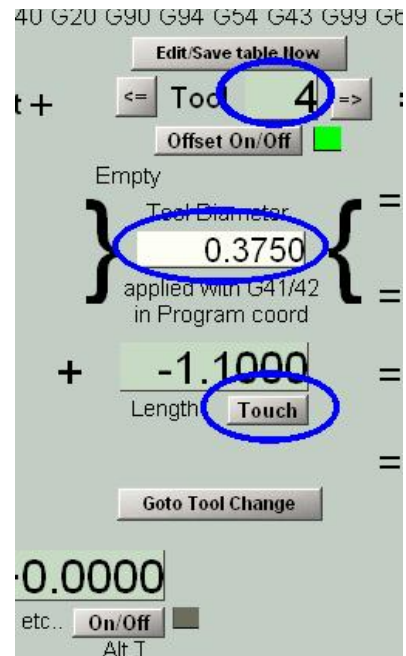 40 G20 G90 G94 G54 G43 G99 G6
Edit/Save table Now
t + <= Tool 4 =>
Offset On/Off
Empty
Tool Diameter
} 0.3750 { =
applied with G41/42 =
in Program coord
+ -1.1000 =
Length Touch
=
Goto Tool Change
0.0000
etc.. On/Off
Alt T